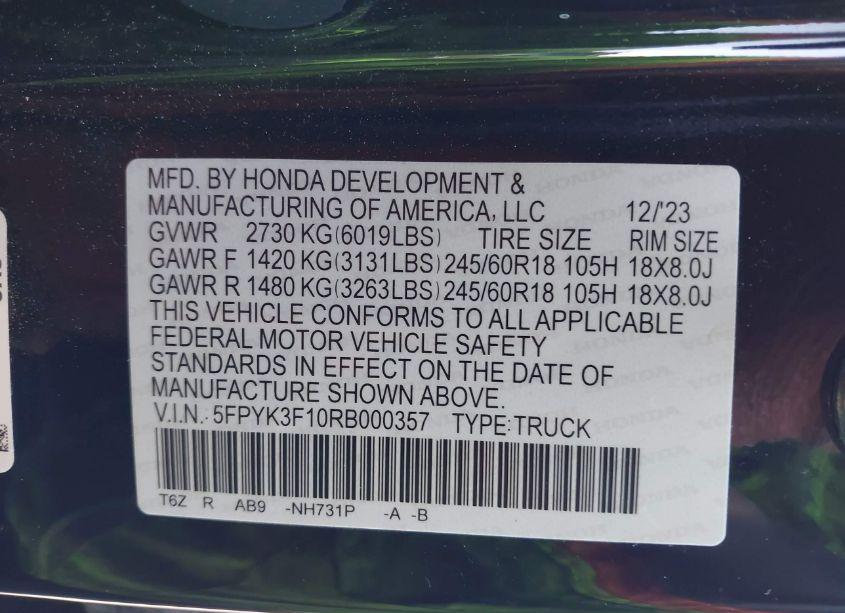 MFD. BY HONDA DEVELOPMENT &
MANUFACTURING OF AMERICA, LLC 12/'23
GVWR 2730 KG(6019LBS) TIRE SIZE RIM SIZE
GAWR F 1420 KG(3131LBS) 245/60R18 105H 18X8.0J
GAWR R 1480 KG(3263LBS) 245/60R18 105H 18X8.0J
THIS VEHICLE CONFORMS TO ALL APPLICABLE
FEDERAL MOTOR VEHICLE SAFETY
STANDARDS IN EFFECT ON THE DATE OF
MANUFACTURE SHOWN ABOVE.
V.I.N.: 5FPYK3F10RB000357 TYPE: TRUCK
T6Z R AB9 -NH731P -A -B